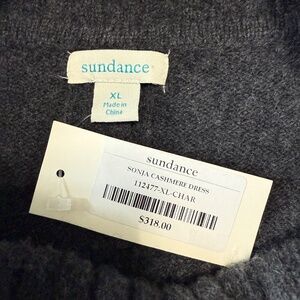 sundance
XL
Made in
China
sundance
SONJA CASHMERE DRESS
112477-XL-CHAR
$318.00